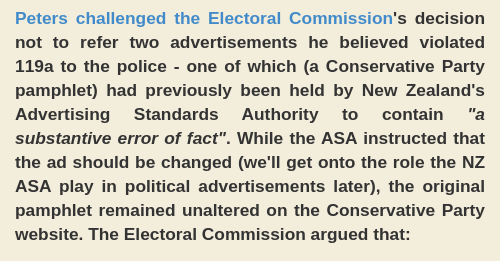 Peters challenged the Electoral Commission's decision
not to refer two advertisements he believed violated
119a to the police - one of which (a Conservative Party
pamphlet) had previously been held by New Zealand's
Advertising Standards Authority to contain "a
substantive error of fact". While the ASA instructed that
the ad should be changed (we'll get onto the role the NZ
ASA play in political advertisements later), the original
pamphlet remained unaltered on the Conservative Party
website. The Electoral Commission argued that: